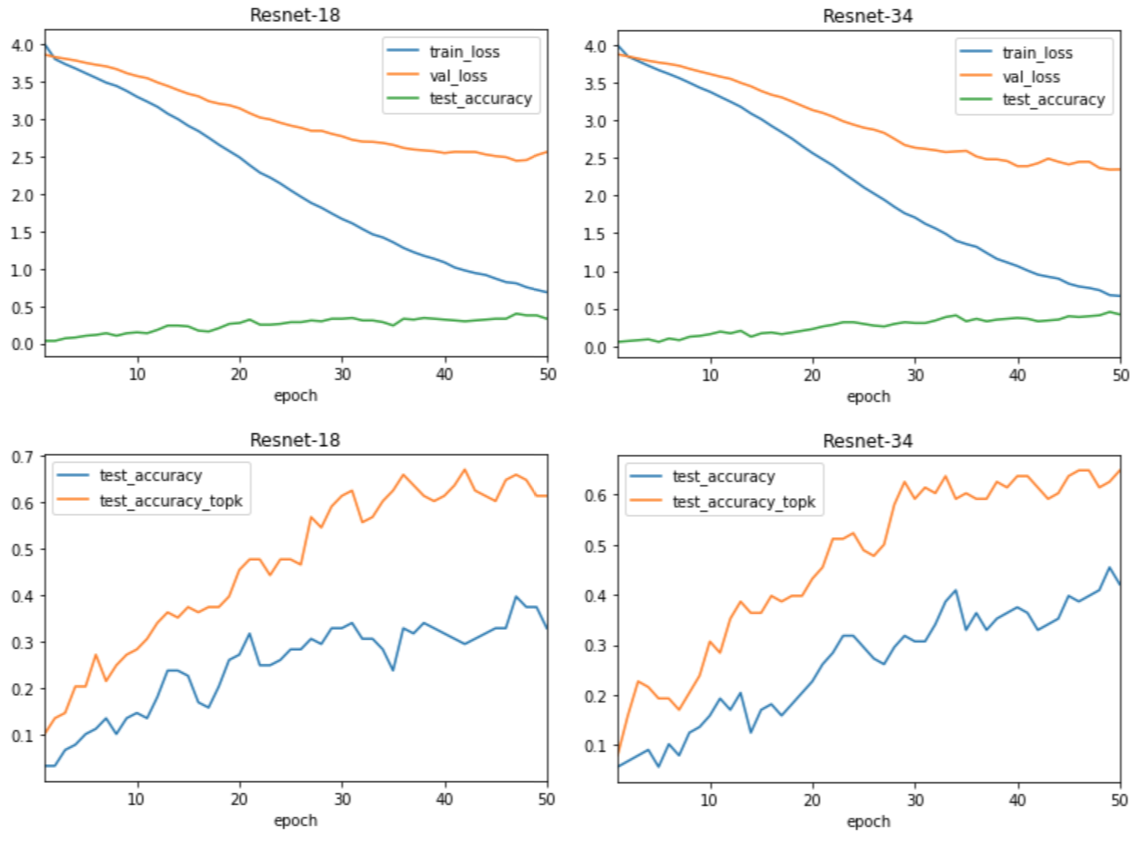 Resnet-18
4.0
3.5
3.0
2.5
2.0
1.5
1.0
0.5
0.0
train_loss
val_loss
test_accuracy
10 20 30 40 50
epoch
Resnet-34
4.0
3.5
3.0
2.5
2.0
1.5
1.0
0.5
0.0
train_loss
val_loss
test_accuracy
10 20 30 40 50
epoch
Resnet-18
0.7
0.6
0.5
0.4
0.3
0.2
0.1
test_accuracy
test_accuracy_topk
10 20 30 40 50
epoch
Resnet-34
0.6
0.5
0.4
0.3
0.2
0.1
test_accuracy
test_accuracy_topk
10 20 30 40 50
epoch